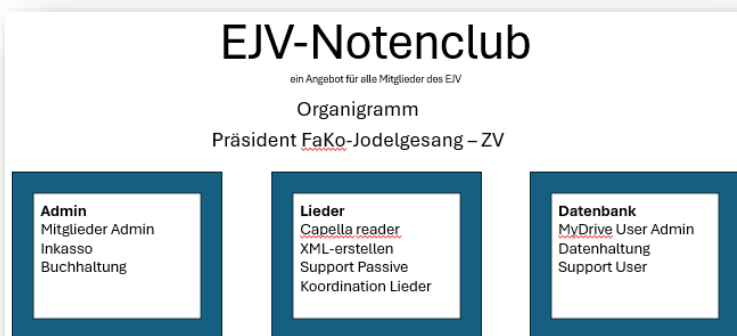 EJV-Notenclub
ein Angebot für alle Mitglieder des EJV
Organigramm
Präsident FaKo-Jodelgesang – ZV
Admin
Mitglieder Admin
Inkasso
Buchhaltung
Lieder
Capella reader
XML-erstellen
Support Passive
Koordination Lieder
Datenbank
MyDrive User Admin
Datenhaltung
Support User